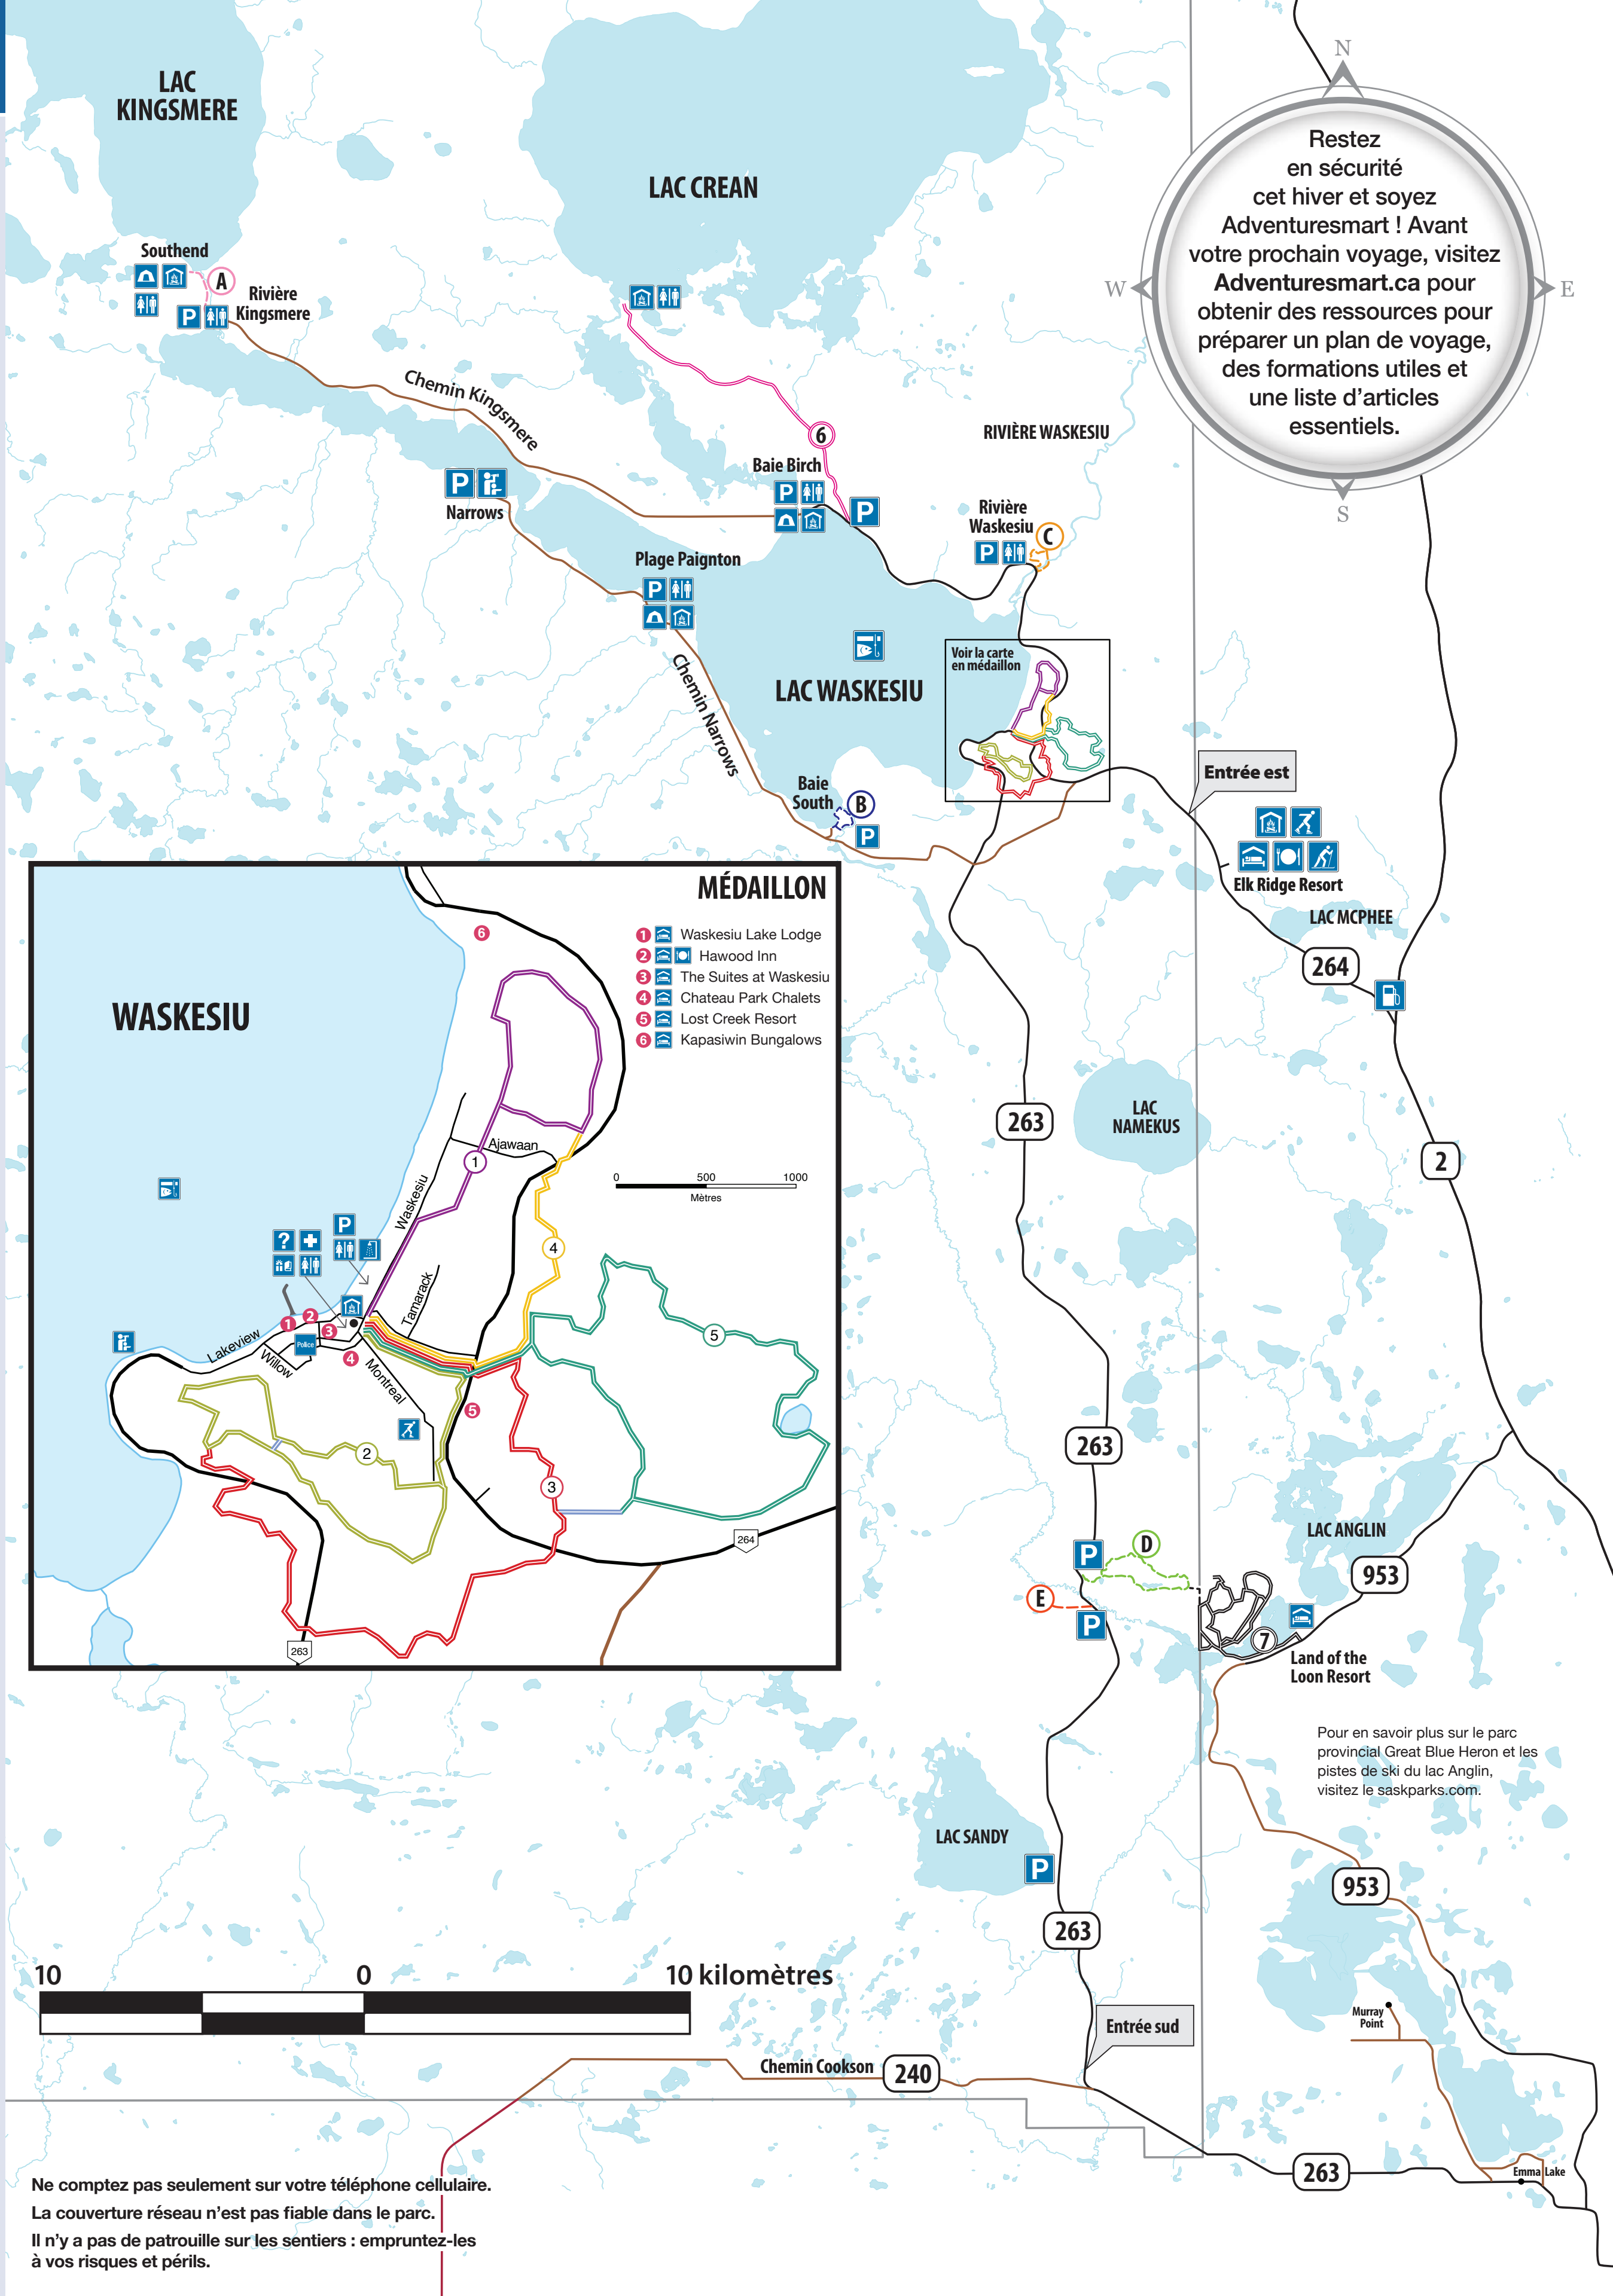 LAC
KINGSMERE
LAC CREAN
N
W
E
S
Restez
en sécurité
cet hiver et soyez
Adventuresmart ! Avant
votre prochain voyage, visitez
Adventuresmart.ca pour
obtenir des ressources pour
préparer un plan de voyage,
des formations utiles et
une liste d'articles
essentiels.
Southend
A
Rivière
Kingsmere
P
Chemin Kingsmere
6
RIVIÈRE WASKESIU
Baie Birch
P
P
P
Narrows
Rivière
Waskesiu
C
P
Plage Paignton
P
Voir la carte
en médaillon
LAC WASKESIU
Chemin Narrows
Entrée est
Baie
South
B
P
Elk Ridge Resort
LAC MCPHEE
264
MÉDAILLON
1 Waskesiu Lake Lodge
2 Hawood Inn
3 The Suites at Waskesiu
4 Chateau Park Chalets
5 Lost Creek Resort
6 Kapasiwin Bungalows
6
WASKESIU
Ajawaan
1
0 500 1000
Mètres
Waskesiu
P
?
4
Tamarack
1
2
3
4
Police
Lakeview
Willow
Montreal
5
5
2
3
264
263
263
LAC
NAMEKUS
2
263
LAC ANGLIN
P
D
953
E
P
7
Land of the
Loon Resort
Pour en savoir plus sur le parc
provincial Great Blue Heron et les
pistes de ski du lac Anglin,
visitez le saskparks.com.
LAC SANDY
P
953
263
10 0 10 kilomètres
Murray
Point
Entrée sud
Chemin Cookson
240
263
Emma Lake
Ne comptez pas seulement sur votre téléphone cellulaire.
La couverture réseau n'est pas fiable dans le parc.
Il n'y a pas de patrouille sur les sentiers : empruntez-les
à vos risques et périls.